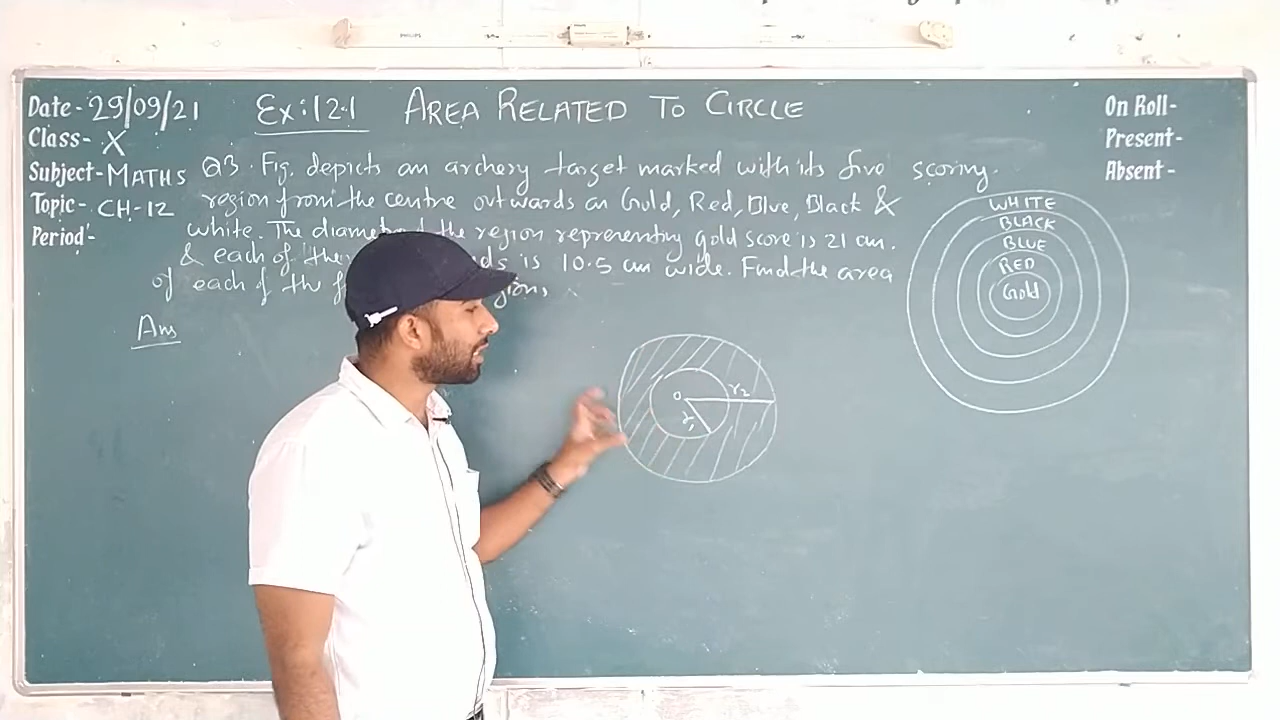 PHILIPS PHILIPS
Date- 29/09/21 Ex:12.1 AREA RELATED TO CIRCLE On Roll-
Class- X Present-
Subject- MATHS Q3. Fig. depicts an archery target marked with its five scoring. Absent-
Topic- CH-12 region from the centre outwards as Gold, Red, Blue, Black &
Period- white. The diamet the region representing gold score is 21 cm.
& each of the ds is 10.5 cm wide. Find the area
of each of the gion,
Ans
WHITE
BLACK
BLUE
RED
Gold
O r2
r1